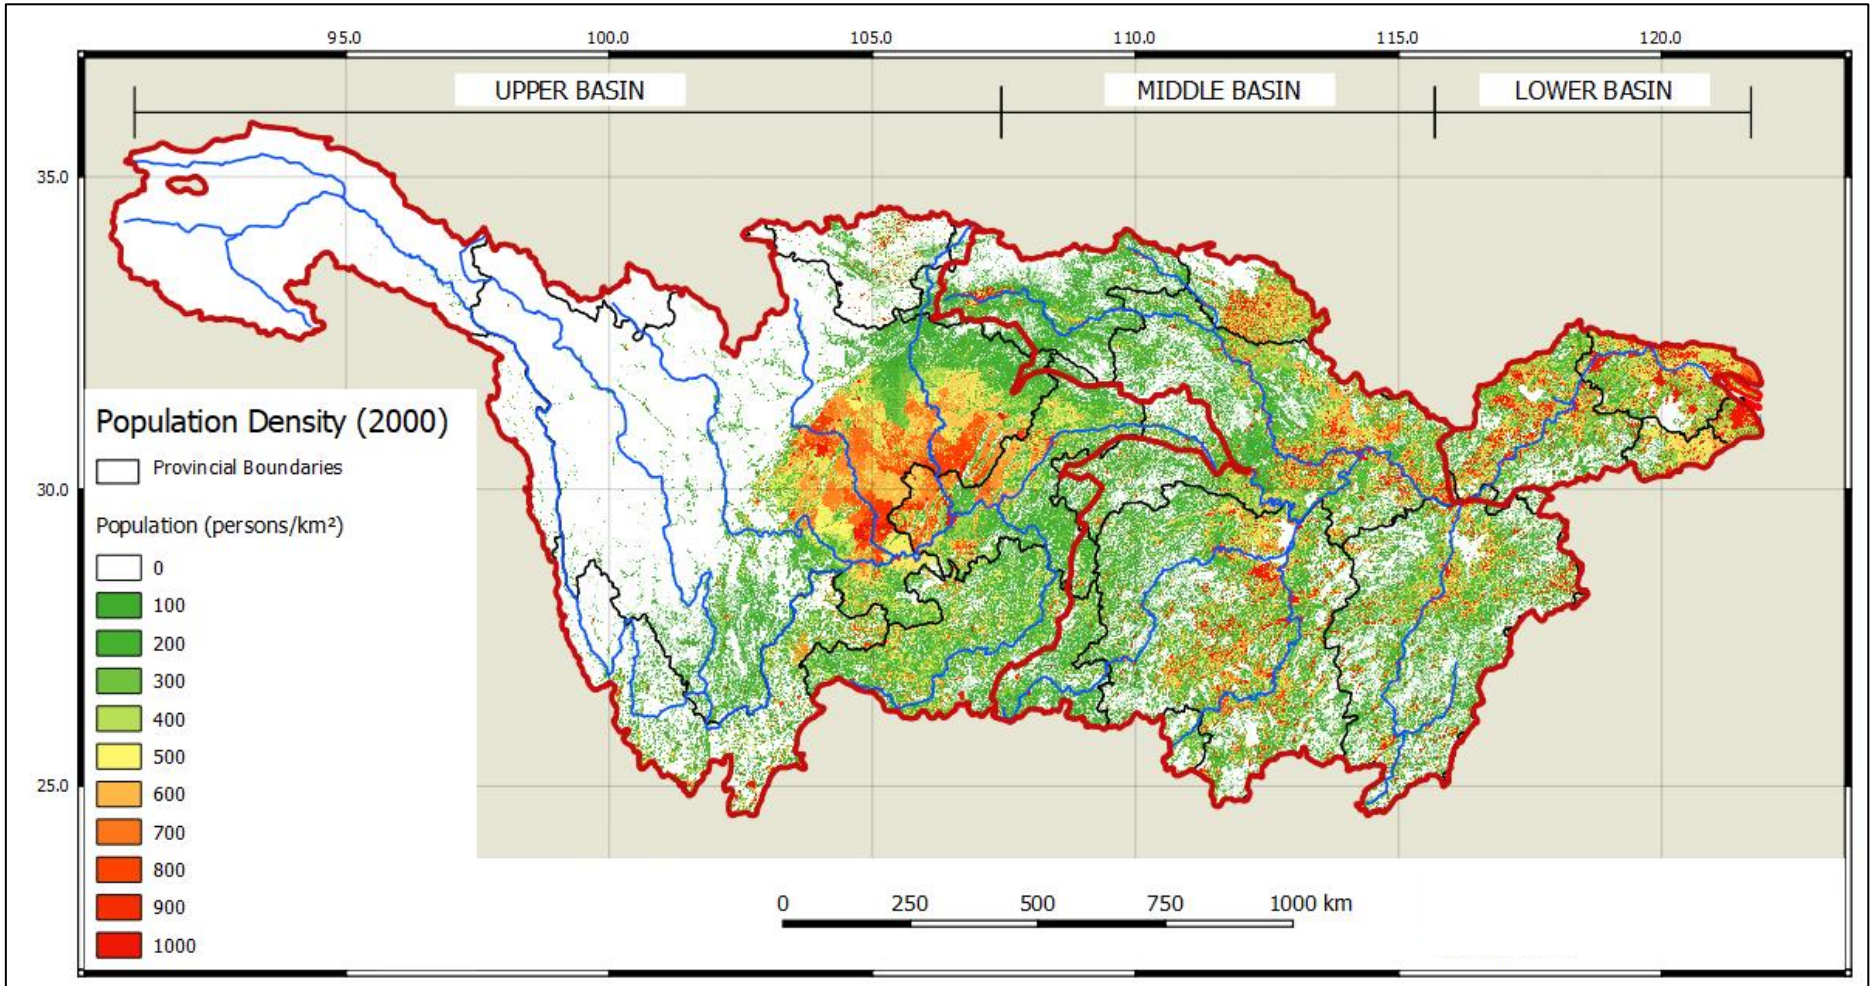 95.0 100.0 105.0 110.0 115.0 120.0
UPPER BASIN MIDDLE BASIN LOWER BASIN
35.0
30.0
25.0
Population Density (2000)
Provincial Boundaries
Population (persons/km²)
0
100
200
300
400
500
600
700
800
900
1000
0 250 500 750 1000 km